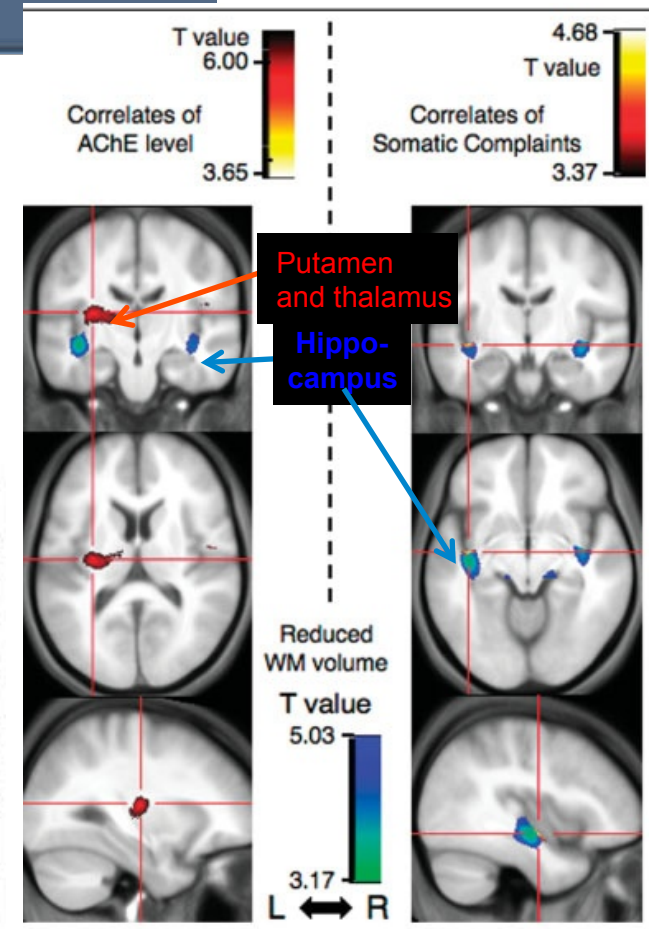 T value
6.00
Correlates of
AChE level
3.65
4.68
T value
Correlates of
Somatic Complaints
3.37
Putamen
and thalamus
Hippo-
campus
Reduced
WM volume
T value
5.03
3.17
L R